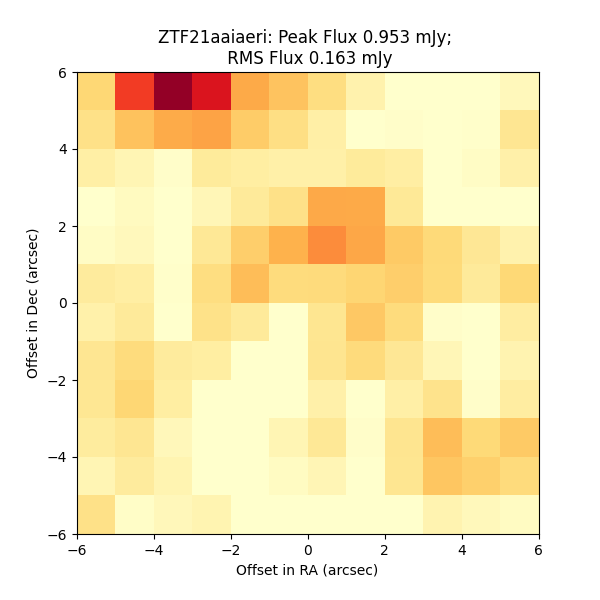 ZTF21aaiaeri: Peak Flux 0.953 mJy;
RMS Flux 0.163 mJy
6
4
2
0
−2
−4
−6
Offset in Dec (arcsec)
−6 −4 −2 0 2 4 6
Offset in RA (arcsec)